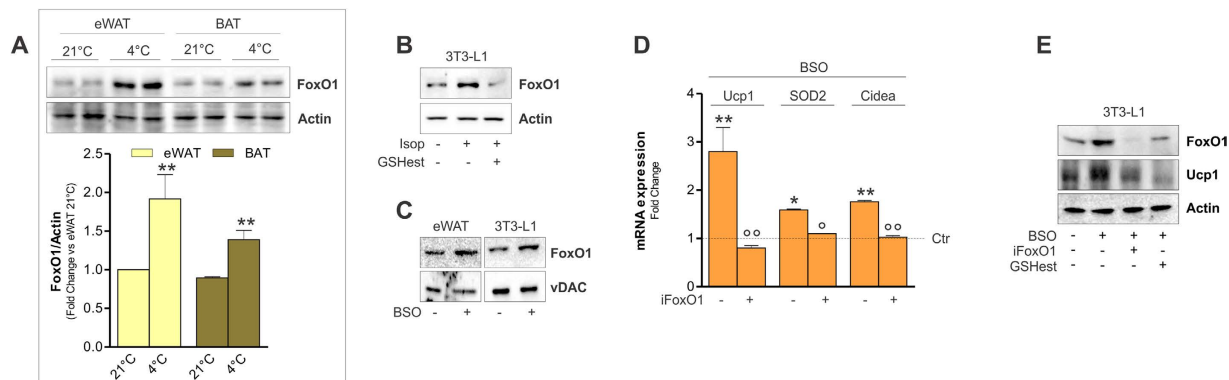 A
eWAT BAT
21°C 4°C 21°C 4°C
FoxO1
Actin
eWAT BAT
FoxO1/Actin
(Fold Change vs eWAT 21°C)
2.5
2.0
1.5
1.0
0.5
0.0
** **
21°C 4°C 21°C 4°C
B
3T3-L1
FoxO1
Actin
Isop - + +
GSHest - - +
C
eWAT 3T3-L1
FoxO1
vDAC
BSO - + - +
D
BSO
Ucp1 SOD2 Cidea
mRNA expression
Fold Change
4
3
2
1
0
** °° * ° ** °°
Ctr
iFoxO1 - + - + - +
E
3T3-L1
FoxO1
Ucp1
Actin
BSO - + + +
iFoxO1 - - + -
GSHest - - - +